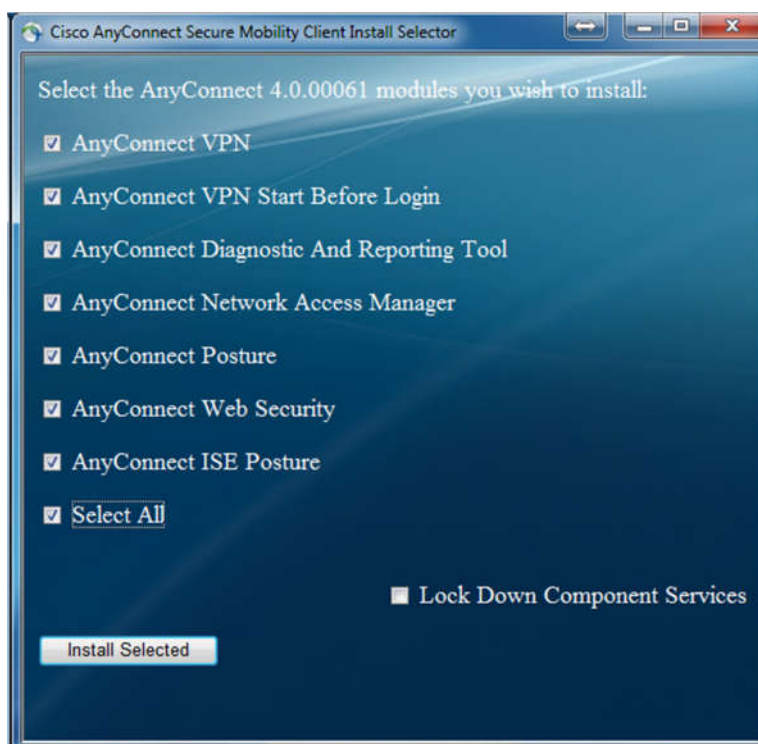 Cisco AnyConnect Secure Mobility Client Install Selector
Select the AnyConnect 4.0.00061 modules you wish to install:
AnyConnect VPN
AnyConnect VPN Start Before Login
AnyConnect Diagnostic And Reporting Tool
AnyConnect Network Access Manager
AnyConnect Posture
AnyConnect Web Security
AnyConnect ISE Posture
Select All
Lock Down Component Services
Install Selected